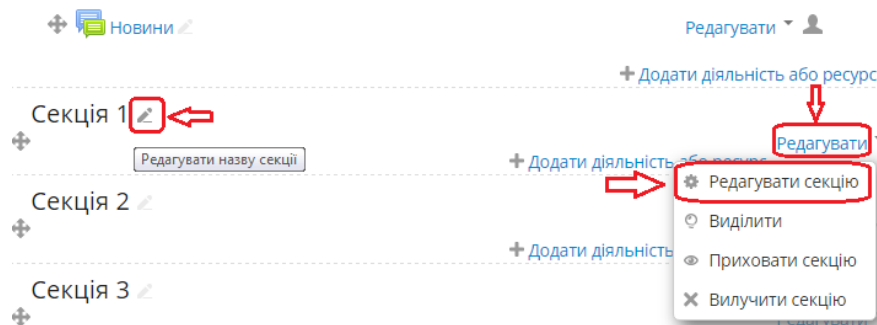 Новини Редагувати
Додати діяльність або ресурс
Секція 1
Редагувати
Редагувати назву секції
Додати діяльність або ресурс
Редагувати секцію
Секція 2
Виділити
Додати діяльність
Приховати секцію
Секція 3
Вилучити секцію